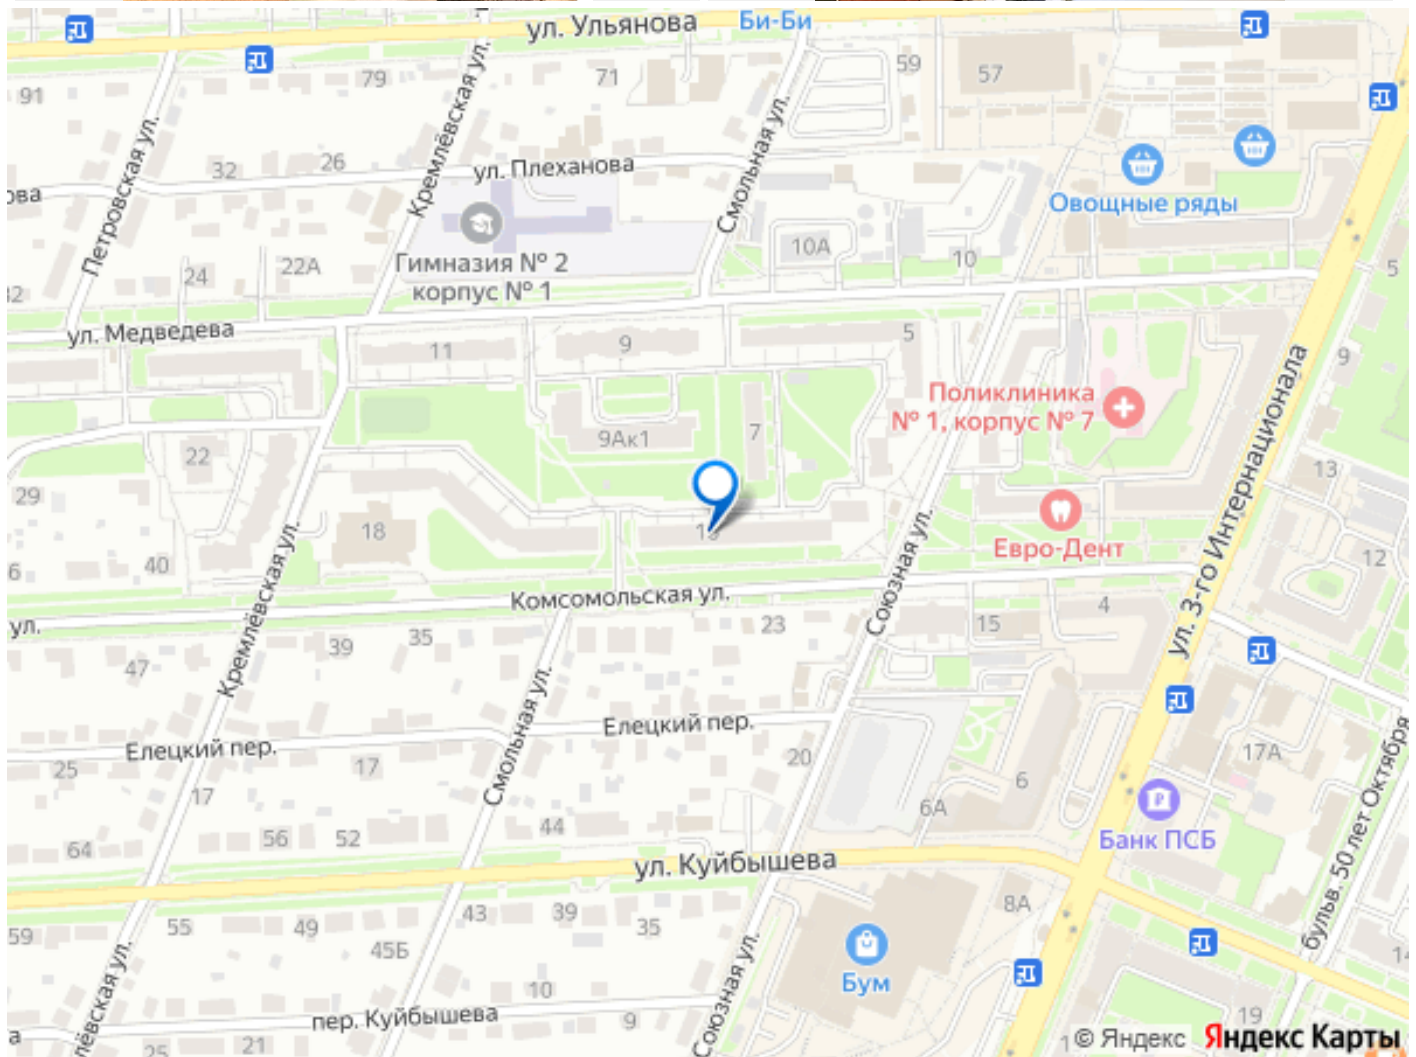 ул. Ульянова
Би-Би
91
79
71
59
57
Петровская ул.
Кремлёвская ул.
Смольная ул.
32
26
ул. Плеханова
ова
Овощные ряды
24
22А
Гимназия № 2
корпус № 1
10А
10
5
32
ул. Медведева
11
9
5
9
Поликлиника
№ 1, корпус № 7
ул. 3-го Интернационала
9Ак1
7
22
29
13
18
Евро-Дент
12
6
40
Кремлёвская ул.
Комсомольская ул.
Союзная ул.
ул.
4
15
23
35
39
47
Смольная ул.
Елецкий пер.
Елецкий пер.
25
17
17
20
6
6А
17А
бульв. 50 лет Октября
Банк ПСБ
64
56
52
44
ул. Куйбышева
59
55
49
45Б
43
39
35
8А
Бум
14
лёвская ул.
пер. Куйбышева
10
9
Союзная ул.
19
а
25
21
1
© Яндекс Яндекс Карты